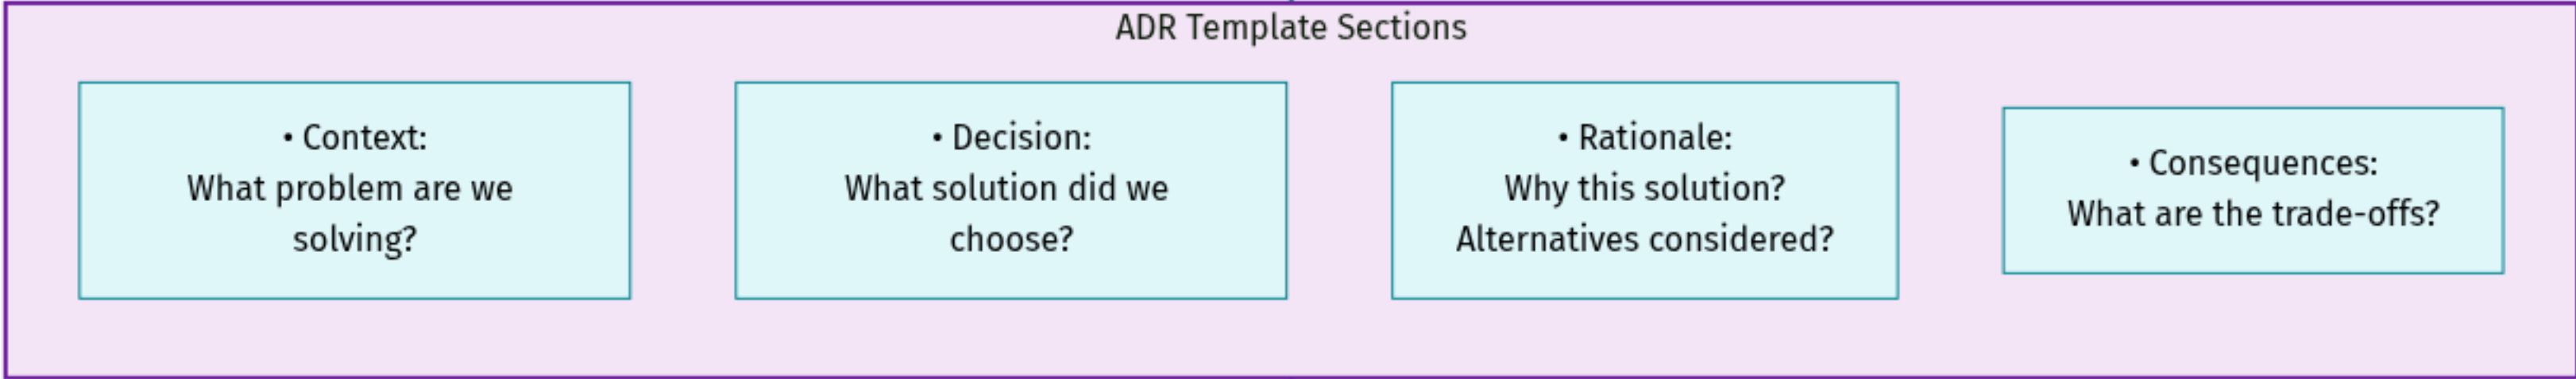 ADR Template Sections
• Context:
What problem are we
solving?
• Decision:
What solution did we
choose?
• Rationale:
Why this solution?
Alternatives considered?
• Consequences:
What are the trade-offs?